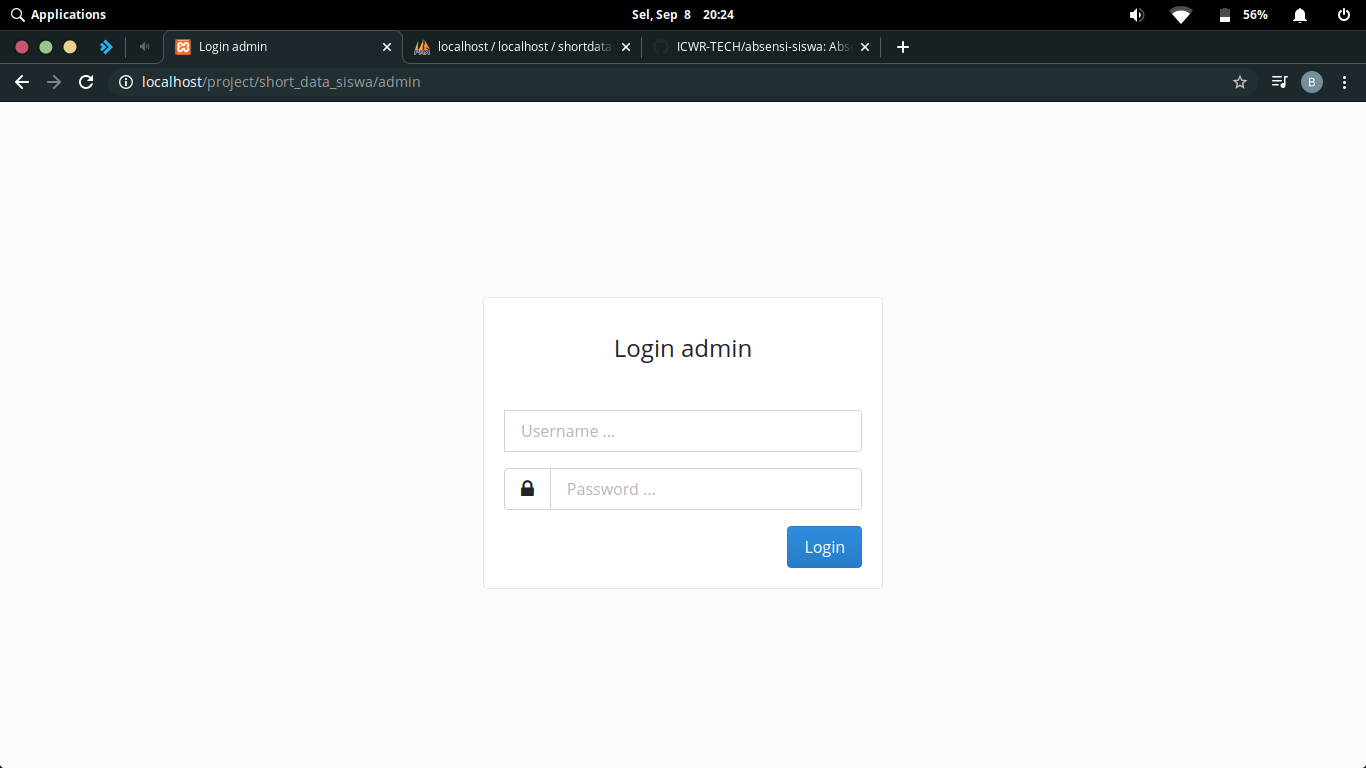 Applications
Sel, Sep 8 20:24
56%
Login admin
localhost / localhost / shortdata
ICWR-TECH/absensi-siswa: Abs
localhost/project/short_data_siswa/admin
B
Login admin
Username ...
Password ...
Login